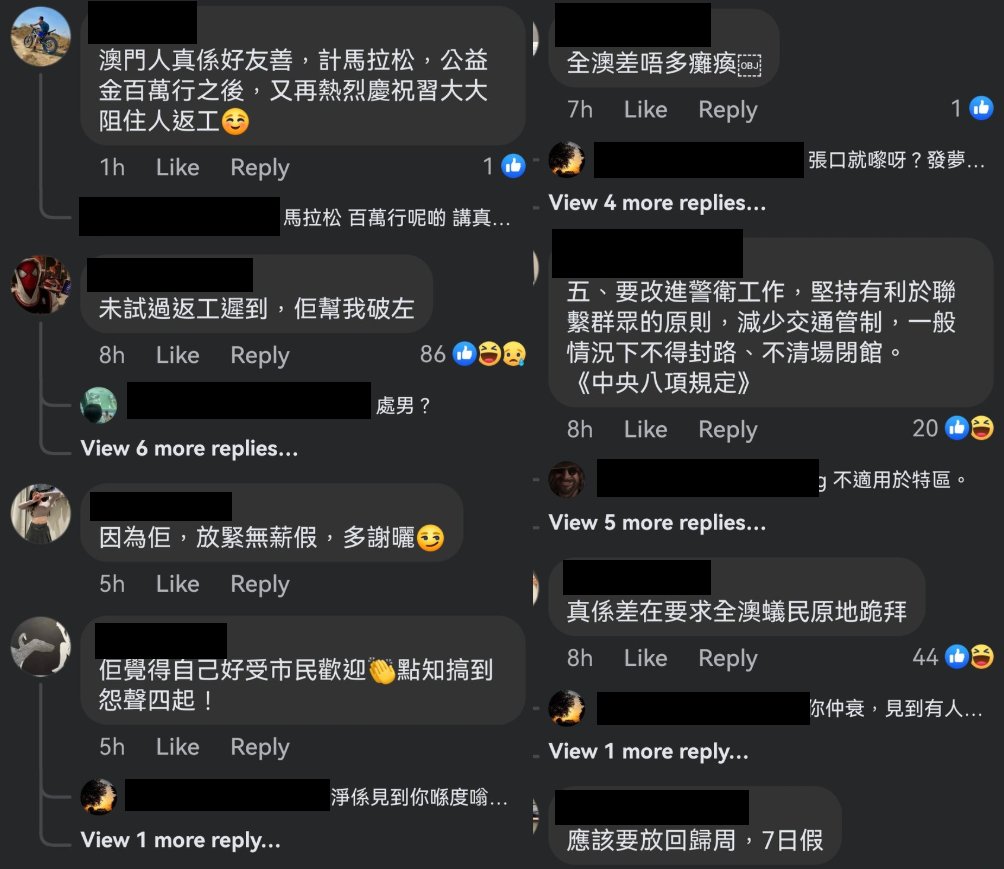 澳門人真係好友善，計馬拉松，公益
金百萬行之後，又再熱烈慶祝習大大
阻住人返工😊
1h Like Reply 1
馬拉松 百萬行呢啲 講真...
未試過返工遲到，佢幫我破左
8h Like Reply 86
處男？
View 6 more replies...
因為佢，放緊無薪假，多謝曬😏
5h Like Reply
佢覺得自己好受市民歡迎👏點知搞到
怨聲四起！
5h Like Reply
淨係見到你喺度嗡...
View 1 more reply...
全澳差唔多癱瘓￼
7h Like Reply 1
張口就嚟呀？發夢...
View 4 more replies...
五、要改進警衛工作，堅持有利於聯
繫群眾的原則，減少交通管制，一般
情況下不得封路、不清場閉館。
《中央八項規定》
8h Like Reply 20
g 不適用於特區。
View 5 more replies...
真係差在要求全澳蟻民原地跪拜
8h Like Reply 44
你仲衰，見到有人...
View 1 more reply...
應該要放回歸周，7日假